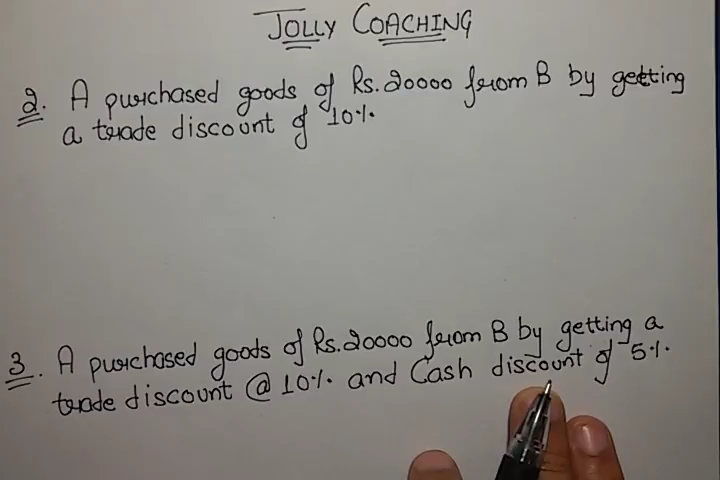 JOLLY COACHING
2. A purchased goods of Rs.20000 from B by getting
a trade discount of 10%.
3. A purchased goods of Rs.20000 from B by getting a
trade discount @ 10%. and Cash discount of 5%.